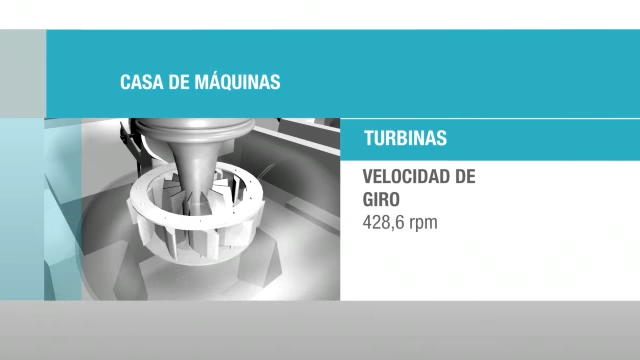 CASA DE MÁQUINAS
TURBINAS
VELOCIDAD DE
GIRO
428,6 rpm